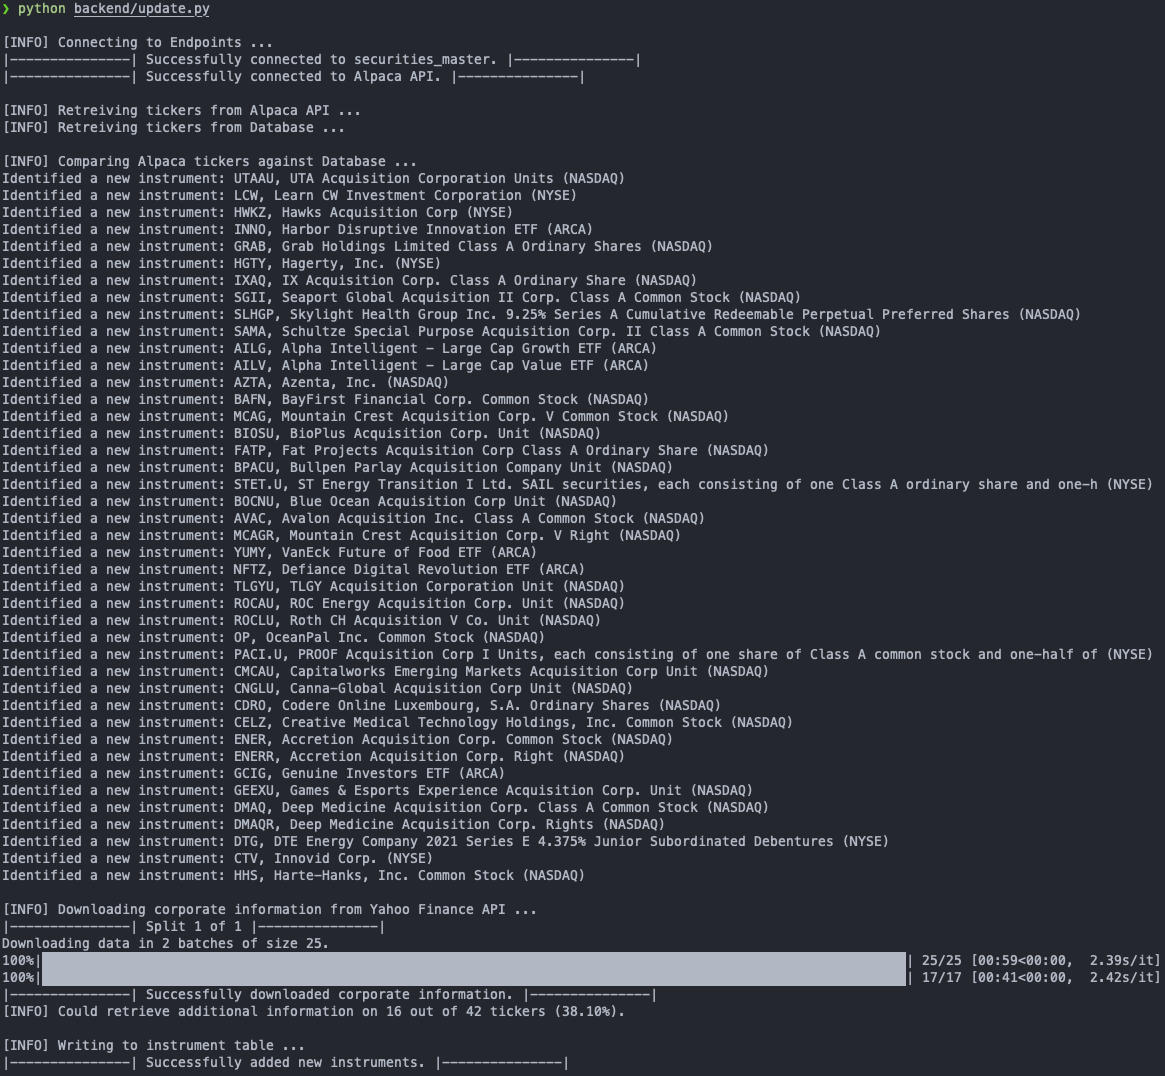 ❯ python backend/update.py
[INFO] Connecting to Endpoints ...
|---------------| Successfully connected to securities_master. |---------------|
|---------------| Successfully connected to Alpaca API. |---------------|
[INFO] Retreiving tickers from Alpaca API ...
[INFO] Retreiving tickers from Database ...
[INFO] Comparing Alpaca tickers against Database ...
Identified a new instrument: UTAAU, UTA Acquisition Corporation Units (NASDAQ)
Identified a new instrument: LCW, Learn CW Investment Corporation (NYSE)
Identified a new instrument: HWKZ, Hawks Acquisition Corp (NYSE)
Identified a new instrument: INNO, Harbor Disruptive Innovation ETF (ARCA)
Identified a new instrument: GRAB, Grab Holdings Limited Class A Ordinary Shares (NASDAQ)
Identified a new instrument: HGTY, Hagerty, Inc. (NYSE)
Identified a new instrument: IXAQ, IX Acquisition Corp. Class A Ordinary Share (NASDAQ)
Identified a new instrument: SGII, Seaport Global Acquisition II Corp. Class A Common Stock (NASDAQ)
Identified a new instrument: SLHGP, Skylight Health Group Inc. 9.25% Series A Cumulative Redeemable Perpetual Preferred Shares (NASDAQ)
Identified a new instrument: SAMA, Schultze Special Purpose Acquisition Corp. II Class A Common Stock (NASDAQ)
Identified a new instrument: AILG, Alpha Intelligent - Large Cap Growth ETF (ARCA)
Identified a new instrument: AILV, Alpha Intelligent - Large Cap Value ETF (ARCA)
Identified a new instrument: AZTA, Azenta, Inc. (NASDAQ)
Identified a new instrument: BAFN, BayFirst Financial Corp. Common Stock (NASDAQ)
Identified a new instrument: MCAG, Mountain Crest Acquisition Corp. V Common Stock (NASDAQ)
Identified a new instrument: BIOSU, BioPlus Acquisition Corp. Unit (NASDAQ)
Identified a new instrument: FATP, Fat Projects Acquisition Corp Class A Ordinary Share (NASDAQ)
Identified a new instrument: BPACU, Bullpen Parlay Acquisition Company Unit (NASDAQ)
Identified a new instrument: STET.U, ST Energy Transition I Ltd. SAIL securities, each consisting of one Class A ordinary share and one-h (NYSE)
Identified a new instrument: BOCNU, Blue Ocean Acquisition Corp Unit (NASDAQ)
Identified a new instrument: AVAC, Avalon Acquisition Inc. Class A Common Stock (NASDAQ)
Identified a new instrument: MCAGR, Mountain Crest Acquisition Corp. V Right (NASDAQ)
Identified a new instrument: YUMY, VanEck Future of Food ETF (ARCA)
Identified a new instrument: NFTZ, Defiance Digital Revolution ETF (ARCA)
Identified a new instrument: TLGYU, TLGY Acquisition Corporation Unit (NASDAQ)
Identified a new instrument: ROCAU, ROC Energy Acquisition Corp. Unit (NASDAQ)
Identified a new instrument: ROCLU, Roth CH Acquisition V Co. Unit (NASDAQ)
Identified a new instrument: OP, OceanPal Inc. Common Stock (NASDAQ)
Identified a new instrument: PACI.U, PROOF Acquisition Corp I Units, each consisting of one share of Class A common stock and one-half of (NYSE)
Identified a new instrument: CMCAU, Capitalworks Emerging Markets Acquisition Corp Unit (NASDAQ)
Identified a new instrument: CNGLU, Canna-Global Acquisition Corp Unit (NASDAQ)
Identified a new instrument: CDRO, Codere Online Luxembourg, S.A. Ordinary Shares (NASDAQ)
Identified a new instrument: CELZ, Creative Medical Technology Holdings, Inc. Common Stock (NASDAQ)
Identified a new instrument: ENER, Accretion Acquisition Corp. Common Stock (NASDAQ)
Identified a new instrument: ENERR, Accretion Acquisition Corp. Right (NASDAQ)
Identified a new instrument: GCIG, Genuine Investors ETF (ARCA)
Identified a new instrument: GEEXU, Games & Esports Experience Acquisition Corp. Unit (NASDAQ)
Identified a new instrument: DMAQ, Deep Medicine Acquisition Corp. Class A Common Stock (NASDAQ)
Identified a new instrument: DMAQR, Deep Medicine Acquisition Corp. Rights (NASDAQ)
Identified a new instrument: DTG, DTE Energy Company 2021 Series E 4.375% Junior Subordinated Debentures (NYSE)
Identified a new instrument: CTV, Innovid Corp. (NYSE)
Identified a new instrument: HHS, Harte-Hanks, Inc. Common Stock (NASDAQ)
[INFO] Downloading corporate information from Yahoo Finance API ...
|---------------| Split 1 of 1 |---------------|
Downloading data in 2 batches of size 25.
100%| | 25/25 [00:59<00:00, 2.39s/it]
100%| | 17/17 [00:41<00:00, 2.42s/it]
|---------------| Successfully downloaded corporate information. |---------------|
[INFO] Could retrieve additional information on 16 out of 42 tickers (38.10%).
[INFO] Writing to instrument table ...
|---------------| Successfully added new instruments. |---------------|